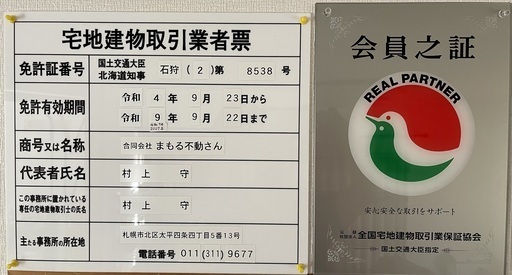 宅地建物取引業者票
免許証番号
国土交通大臣
北海道知事
石狩 ( 2 ) 第 8538 号
免許有効期間
令和 4 年 9 月 23日から
令和 9 年 9 月 22日まで
商号又は名称
合同会社 まもる不動さん
代表者氏名
村上 守
この事務所に置かれている
専任の宅地建物取引士の氏名
村上 守
主たる事務所の所在地
札幌市北区太平四条四丁目5番13号
電話番号 011(311)9677
会員之証
REAL PARTNER
安心安全な取引をサポート
公益
社団法人 全国宅地建物取引業保証協会
国土交通大臣指定